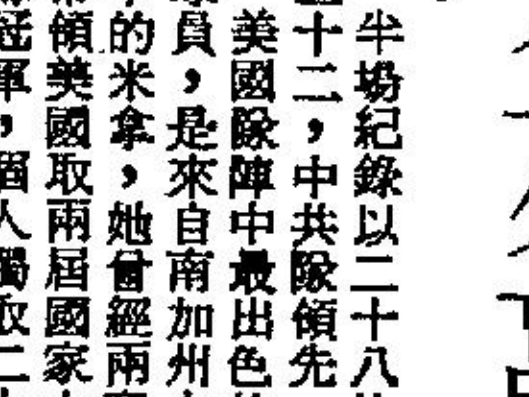 半場紀錄以二十八
十二，中共隊領先
美國隊陣中最出色
員，是來自南加州
的米拿，她曾經兩
領美國取兩屆國家
冠軍，個人獨取二